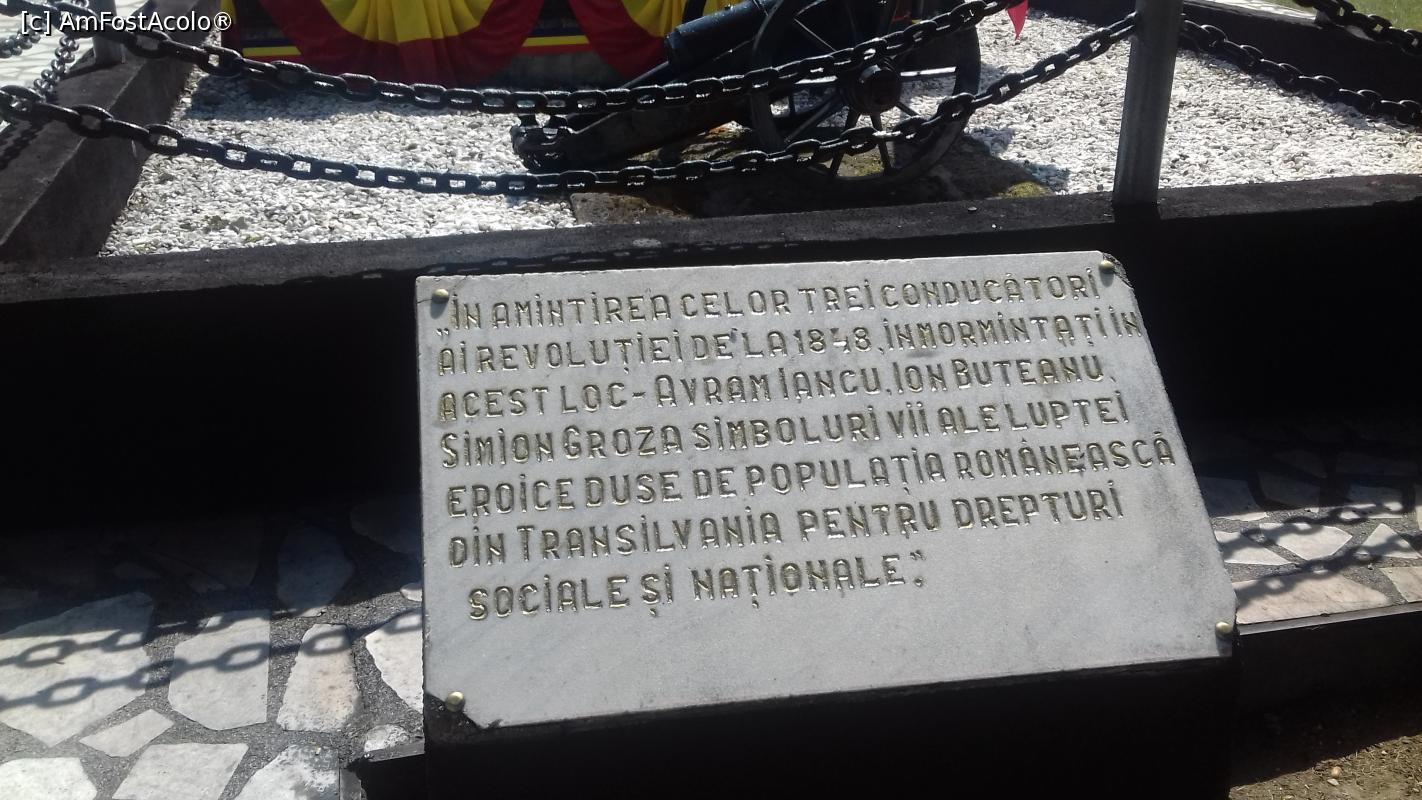 [c] AmFostAcolo®
„ÎN AMINTIREA CELOR TREI CONDUCĂTORI
AI REVOLUȚIEI DE LA 1848, ÎNMORMINTAȚI ÎN
ACEST LOC - AVRAM IANCU, ION BUTEANU,
SIMION GROZA SIMBOLURI VII ALE LUPTEI
EROICE DUSE DE POPULAȚIA ROMÂNEASCĂ
DIN TRANSILVANIA PENTRU DREPTURI
SOCIALE ȘI NAȚIONALE.”